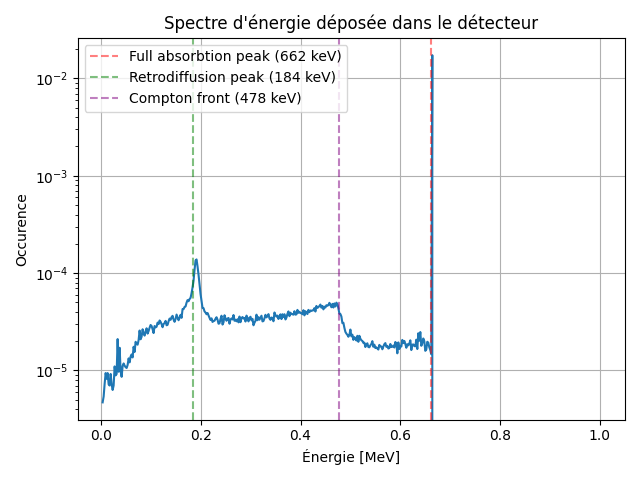 Spectre d'énergie déposée dans le détecteur
Full absorbtion peak (662 keV)
Retrodiffusion peak (184 keV)
Compton front (478 keV)
Occurence
10⁻²
10⁻³
10⁻⁴
10⁻⁵
0.0 0.2 0.4 0.6 0.8 1.0
Énergie [MeV]